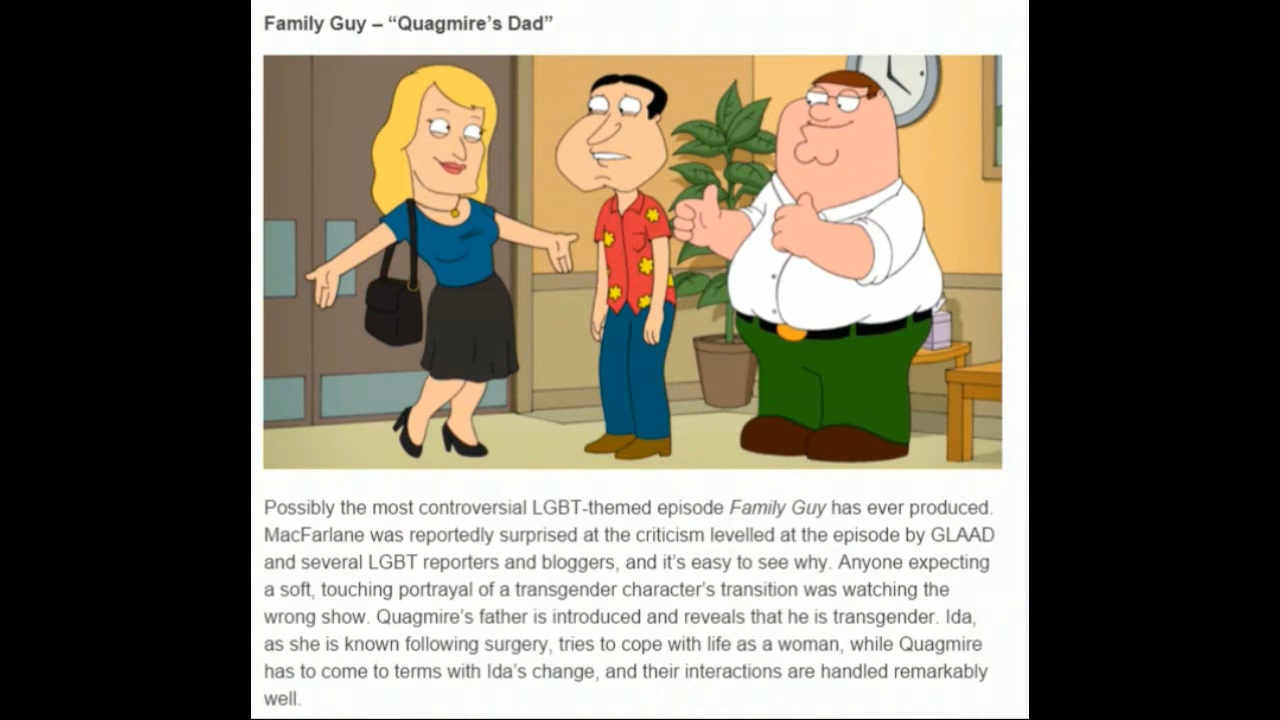 Family Guy – “Quagmire’s Dad”
Possibly the most controversial LGBT-themed episode Family Guy has ever produced.
MacFarlane was reportedly surprised at the criticism levelled at the episode by GLAAD
and several LGBT reporters and bloggers, and it’s easy to see why. Anyone expecting
a soft, touching portrayal of a transgender character’s transition was watching the
wrong show. Quagmire’s father is introduced and reveals that he is transgender. Ida,
as she is known following surgery, tries to cope with life as a woman, while Quagmire
has to come to terms with Ida’s change, and their interactions are handled remarkably
well.